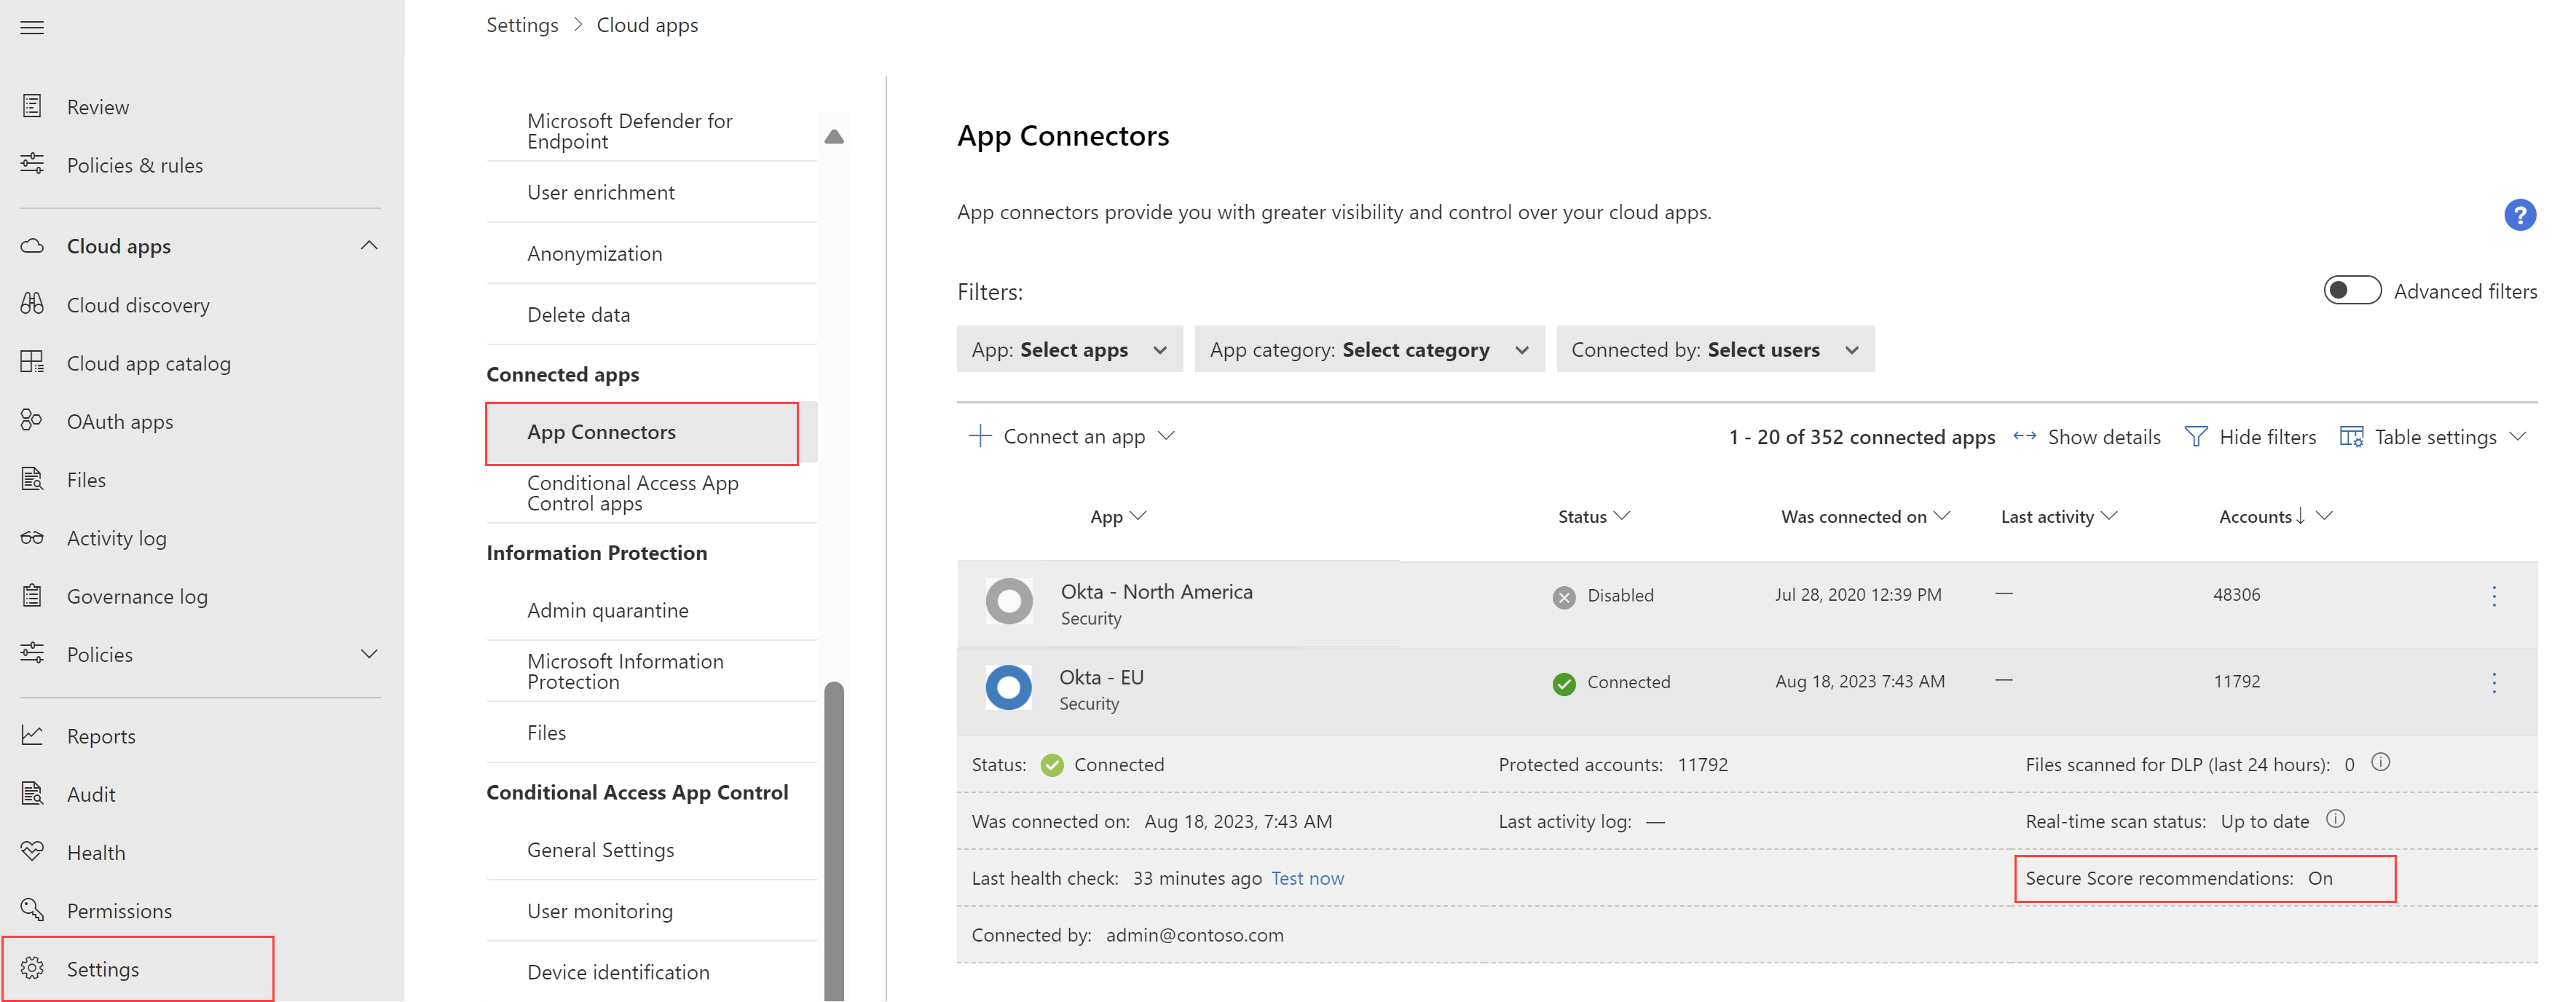 Review
Policies & rules
Cloud apps
Cloud discovery
Cloud app catalog
OAuth apps
Files
Activity log
Governance log
Policies
Reports
Audit
Health
Permissions
Settings
Settings > Cloud apps
Microsoft Defender for
Endpoint
User enrichment
Anonymization
Delete data
Connected apps
App Connectors
Conditional Access App
Control apps
Information Protection
Admin quarantine
Microsoft Information
Protection
Files
Conditional Access App Control
General Settings
User monitoring
Device identification
App Connectors
App connectors provide you with greater visibility and control over your cloud apps.
?
Filters:
Advanced filters
App: Select apps
App category: Select category
Connected by: Select users
Connect an app
1 - 20 of 352 connected apps
Show details
Hide filters
Table settings
App
Status
Was connected on
Last activity
Accounts↓
Okta - North America
Security
Disabled
Jul 28, 2020 12:39 PM
—
48306
Okta - EU
Security
Connected
Aug 18, 2023 7:43 AM
—
11792
Status: Connected
Protected accounts: 11792
Files scanned for DLP (last 24 hours): 0
Was connected on: Aug 18, 2023, 7:43 AM
Last activity log: —
Real-time scan status: Up to date
Last health check: 33 minutes ago Test now
Secure Score recommendations: On
Connected by: admin@contoso.com